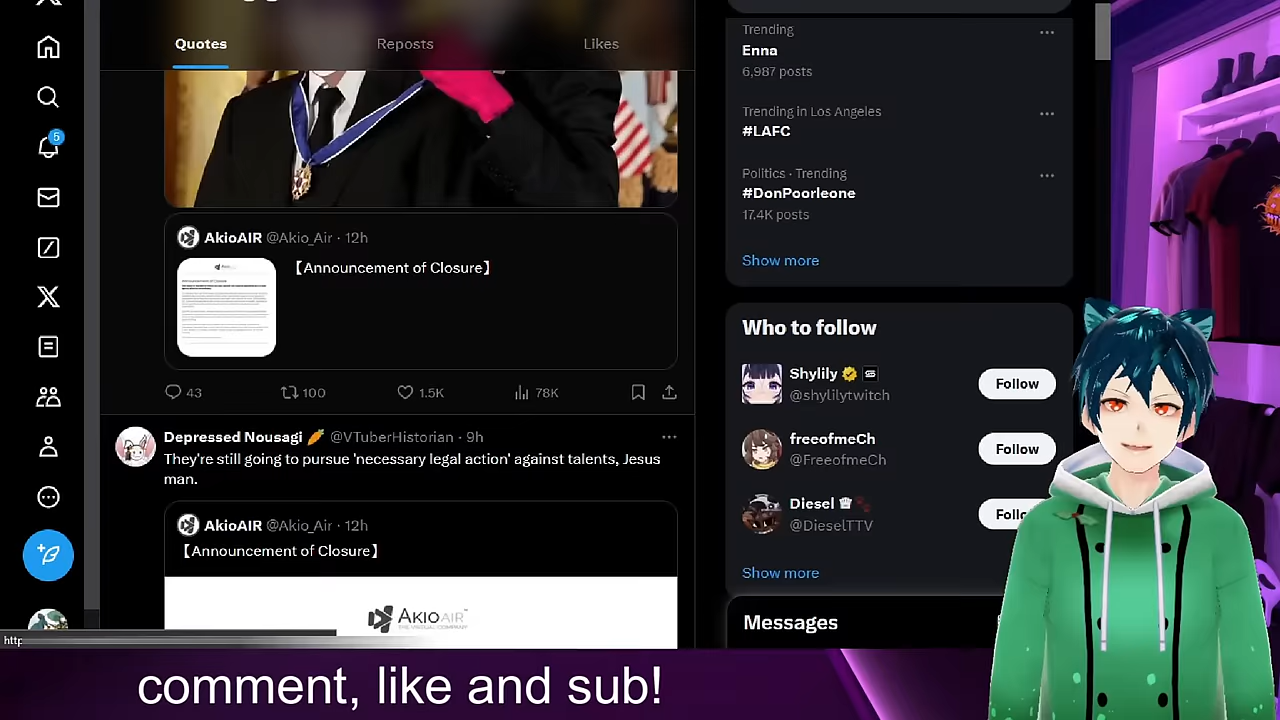 Quotes
Reposts
Likes
AkioAIR @Akio_Air · 12h
【Announcement of Closure】
43
100
1.5K
78K
Depressed Nousagi 🥕 @VTuberHistorian · 9h
They're still going to pursue 'necessary legal action' against talents, Jesus
man.
AkioAIR @Akio_Air · 12h
【Announcement of Closure】
AKIOAIR™
Trending
Enna
6,987 posts
Trending in Los Angeles
#LAFC
Politics · Trending
#DonPoorleone
17.4K posts
Show more
Who to follow
Shylily
@shylilytwitch
Follow
freeofmeCh
@FreeofmeCh
Follow
Diesel
@DieselTTV
Show more
Messages
5
http
comment, like and sub!